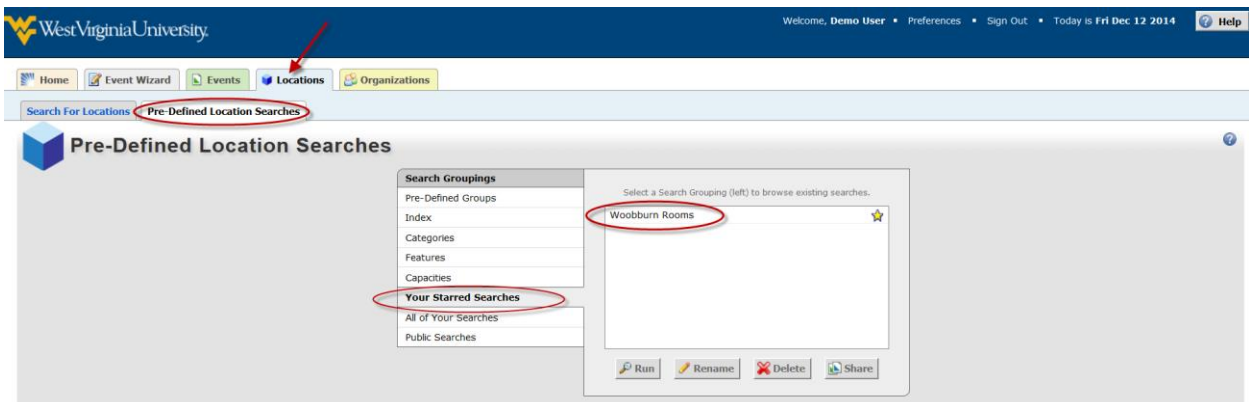 WestVirginiaUniversity.
Welcome, Demo User • Preferences • Sign Out • Today is Fri Dec 12 2014
Help
Home Event Wizard Events Locations Organizations
Search For Locations Pre-Defined Location Searches
Pre-Defined Location Searches
Search Groupings
Pre-Defined Groups
Index
Categories
Features
Capacities
Your Starred Searches
All of Your Searches
Public Searches
Select a Search Grouping (left) to browse existing searches.
Woobburn Rooms
Run Rename Delete Share